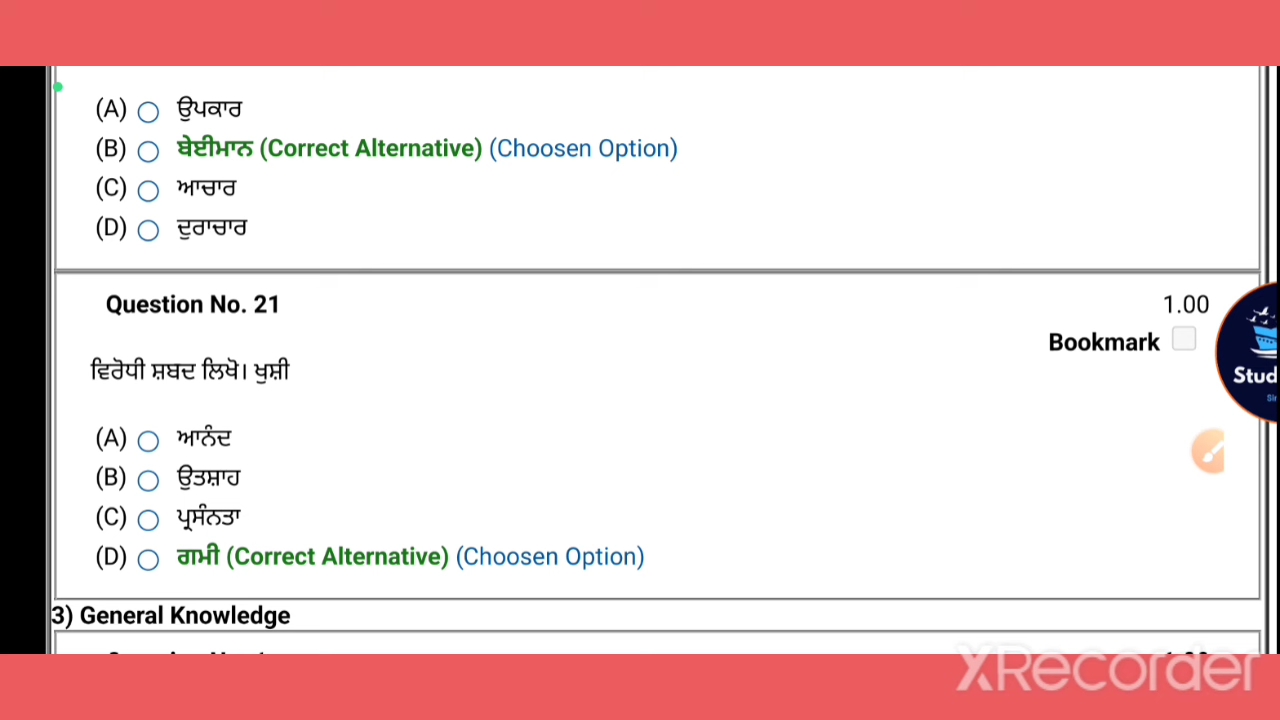 (A) ਉਪਕਾਰ
(B) ਬੇਈਮਾਨ (Correct Alternative) (Choosen Option)
(C) ਆਚਾਰ
(D) ਦੁਰਾਚਾਰ
Question No. 21 1.00
Bookmark
ਵਿਰੋਧੀ ਸ਼ਬਦ ਲਿਖੋ। ਖੁਸ਼ੀ
Stud
(A) ਆਨੰਦ
(B) ਉਤਸ਼ਾਹ
(C) ਪ੍ਰਸੰਨਤਾ
(D) ਗਮੀ (Correct Alternative) (Choosen Option)
3) General Knowledge
XRecorder